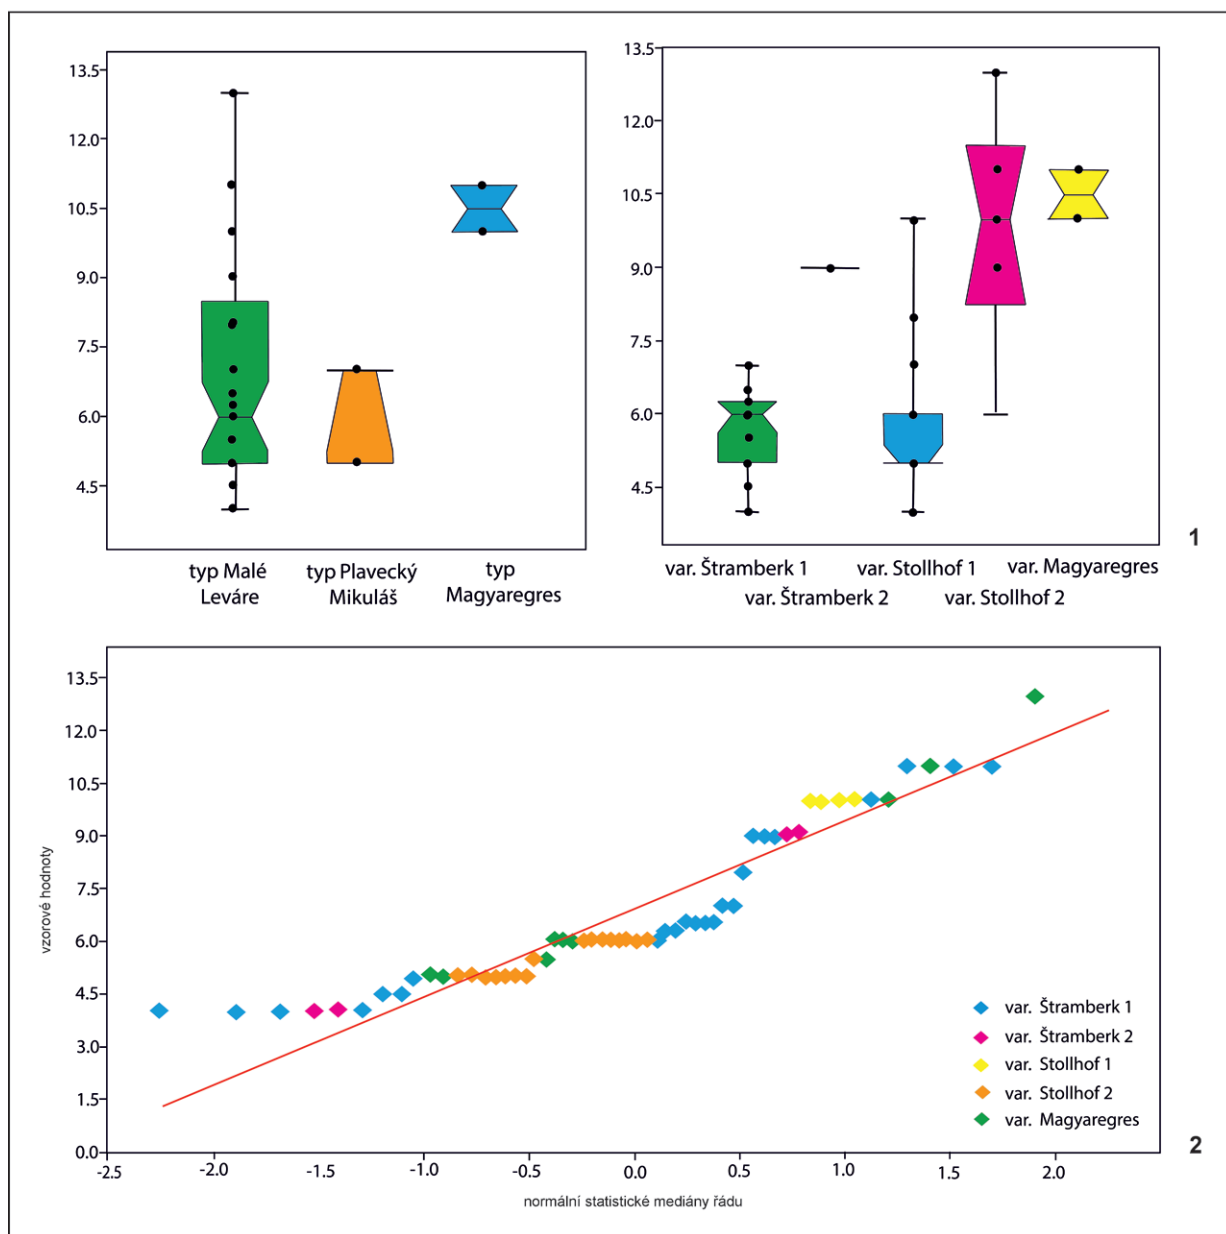 13.5
12.0
10.5
9.0
7.5
6.0
4.5
typ Malé
Leváre
typ Plavecký
Mikuláš
typ
Magyaregres
13.5
12.0
10.5
9.0
7.5
6.0
4.5
var. Štramberk 1
var. Štramberk 2
var. Stollhof 1
var. Stollhof 2
var. Magyaregres
1
vzorové hodnoty
13.5
12.0
10.5
9.0
7.5
6.0
4.5
3.0
1.5
0.0
-2.5
-2.0
-1.5
-1.0
-0.5
0.0
0.5
1.0
1.5
2.0
normální statistické mediány řádu
var. Štramberk 1
var. Štramberk 2
var. Stollhof 1
var. Stollhof 2
var. Magyaregres
2